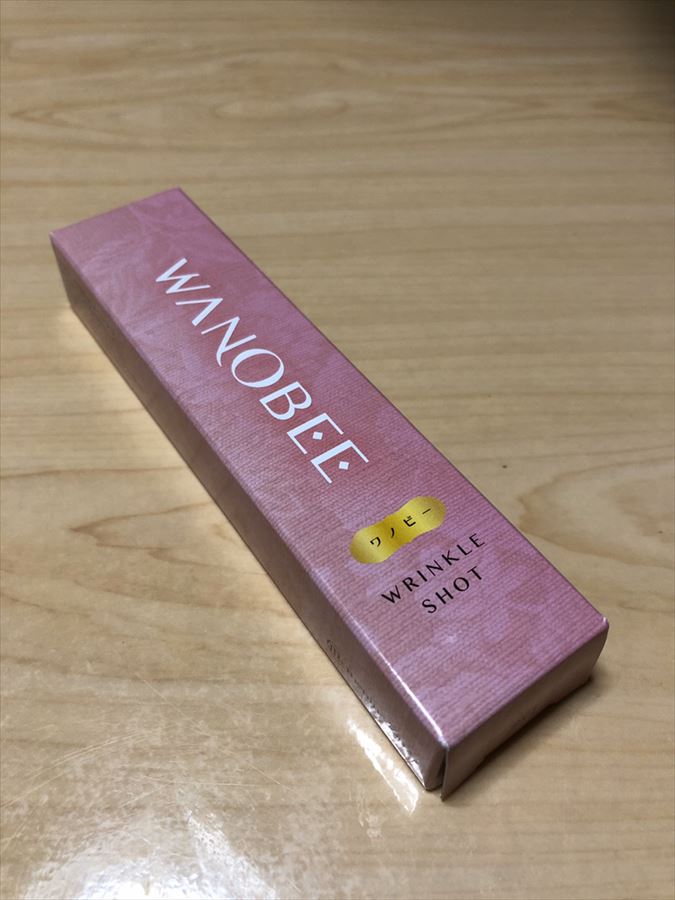 WANOBEE
ワノビー
WRINKLE
SHOT